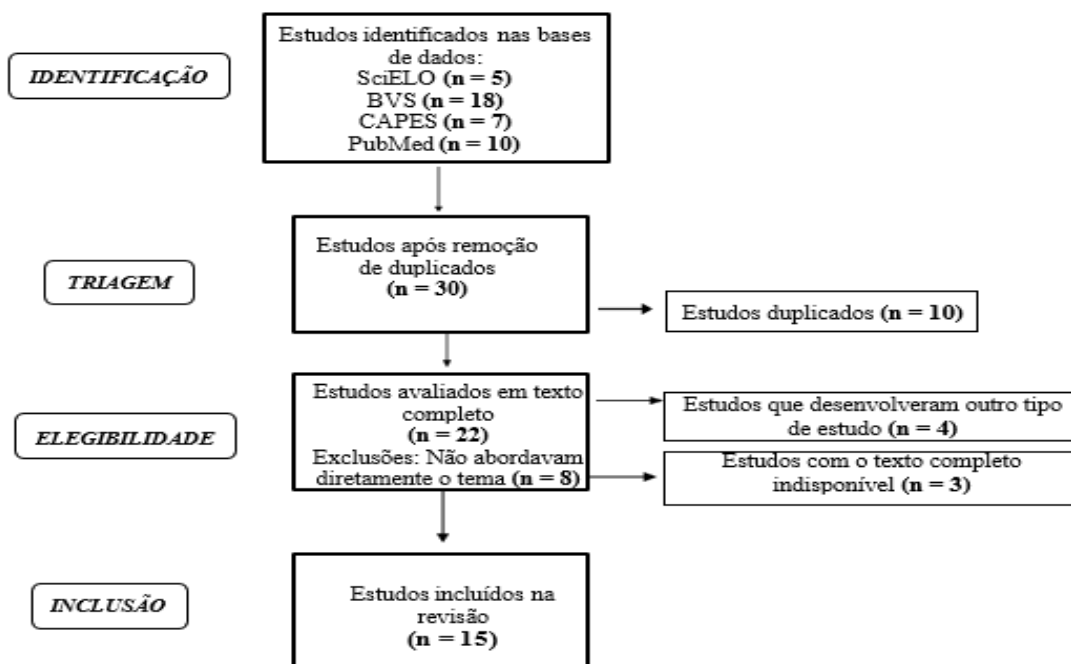 IDENTIFICAÇÃO
Estudos identificados nas bases
de dados:
SciELO (n = 5)
BVS (n = 18)
CAPES (n = 7)
PubMed (n = 10)
TRIAGEM
Estudos após remoção
de duplicados
(n = 30)
Estudos duplicados (n = 10)
ELEGIBILIDADE
Estudos avaliados em texto
completo
(n = 22)
Exclusões: Não abordavam
diretamente o tema (n = 8)
Estudos que desenvolveram outro tipo
de estudo (n = 4)
Estudos com o texto completo
indisponível (n = 3)
INCLUSÃO
Estudos incluídos na
revisão
(n = 15)